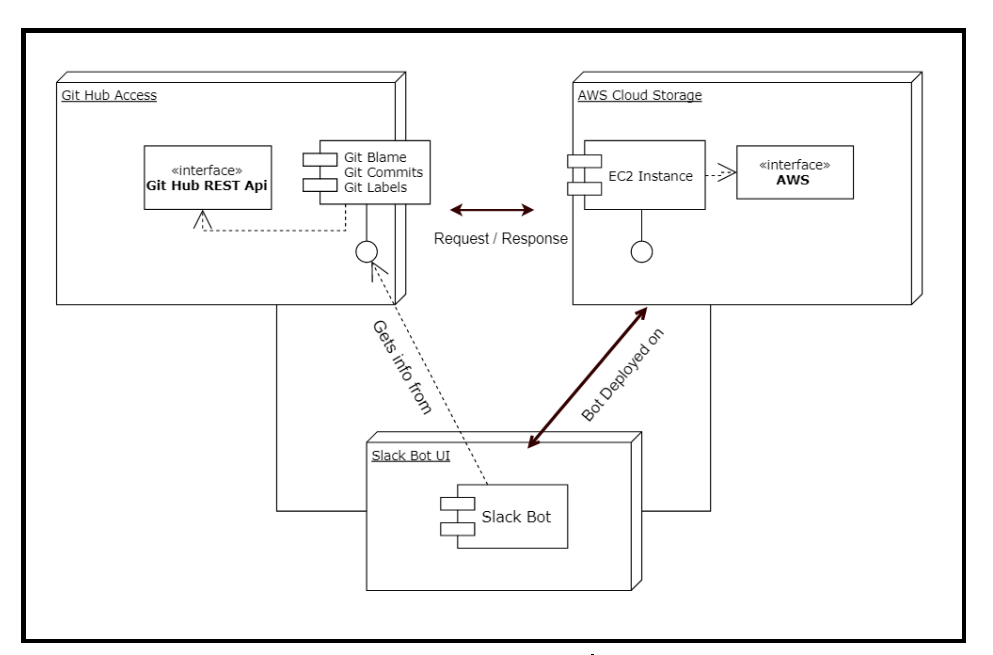 Git Hub Access
«interface»
Git Hub REST Api
Git Blame
Git Commits
Git Labels
Request / Response
AWS Cloud Storage
EC2 Instance
«interface»
AWS
Gets info from
Bot Deployed on
Slack Bot UI
Slack Bot